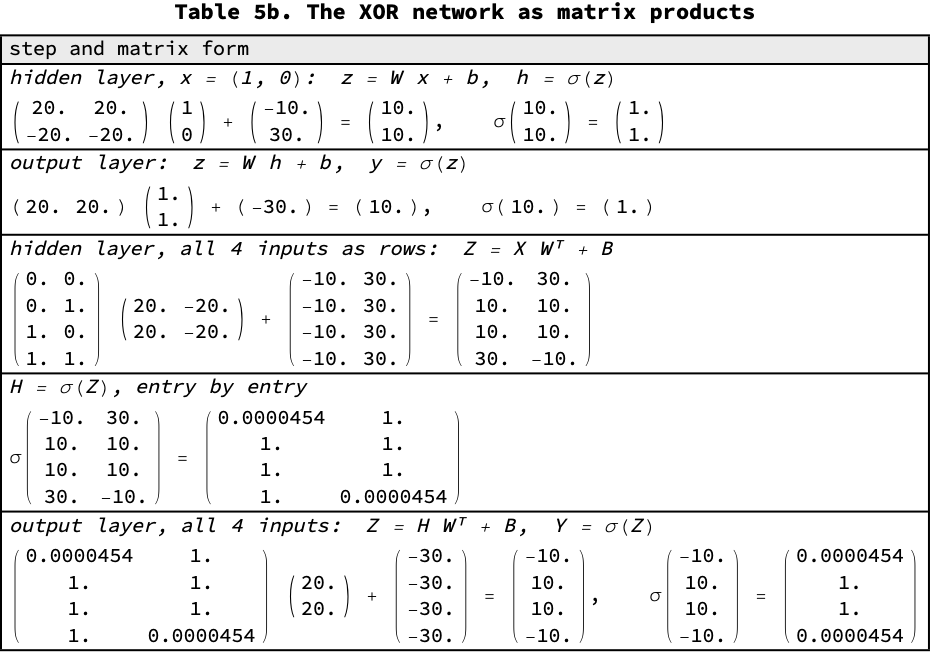 Table 5b. The XOR network as matrix products
step and matrix form
hidden layer, x = (1, 0):  z = W x + b,  h = σ(z)
( 20. 20. ; -20. -20. ) ( 1 ; 0 ) + ( -10. ; 30. ) = ( 10. ; 10. ),  σ( 10. ; 10. ) = ( 1. ; 1. )
output layer:  z = W h + b,  y = σ(z)
( 20. 20. ) ( 1. ; 1. ) + ( -30. ) = ( 10. ),  σ( 10. ) = ( 1. )
hidden layer, all 4 inputs as rows:  Z = X Wᵀ + B
( 0. 0. ; 0. 1. ; 1. 0. ; 1. 1. ) ( 20. -20. ; 20. -20. ) + ( -10. 30. ; -10. 30. ; -10. 30. ; -10. 30. ) = ( -10. 30. ; 10. 10. ; 10. 10. ; 30. -10. )
H = σ(Z), entry by entry
σ( -10. 30. ; 10. 10. ; 10. 10. ; 30. -10. ) = ( 0.0000454 1. ; 1. 1. ; 1. 1. ; 1. 0.0000454 )
output layer, all 4 inputs:  Z = H Wᵀ + B,  Y = σ(Z)
( 0.0000454 1. ; 1. 1. ; 1. 1. ; 1. 0.0000454 ) ( 20. ; 20. ) + ( -30. ; -30. ; -30. ; -30. ) = ( -10. ; 10. ; 10. ; -10. ),  σ( -10. ; 10. ; 10. ; -10. ) = ( 0.0000454 ; 1. ; 1. ; 0.0000454 )